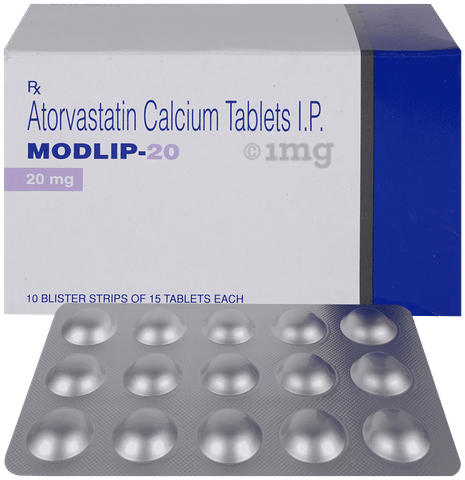 Rx
Atorvastatin Calcium Tablets I.P.
MODLIP-20
©1mg
20 mg
10 BLISTER STRIPS OF 15 TABLETS EACH